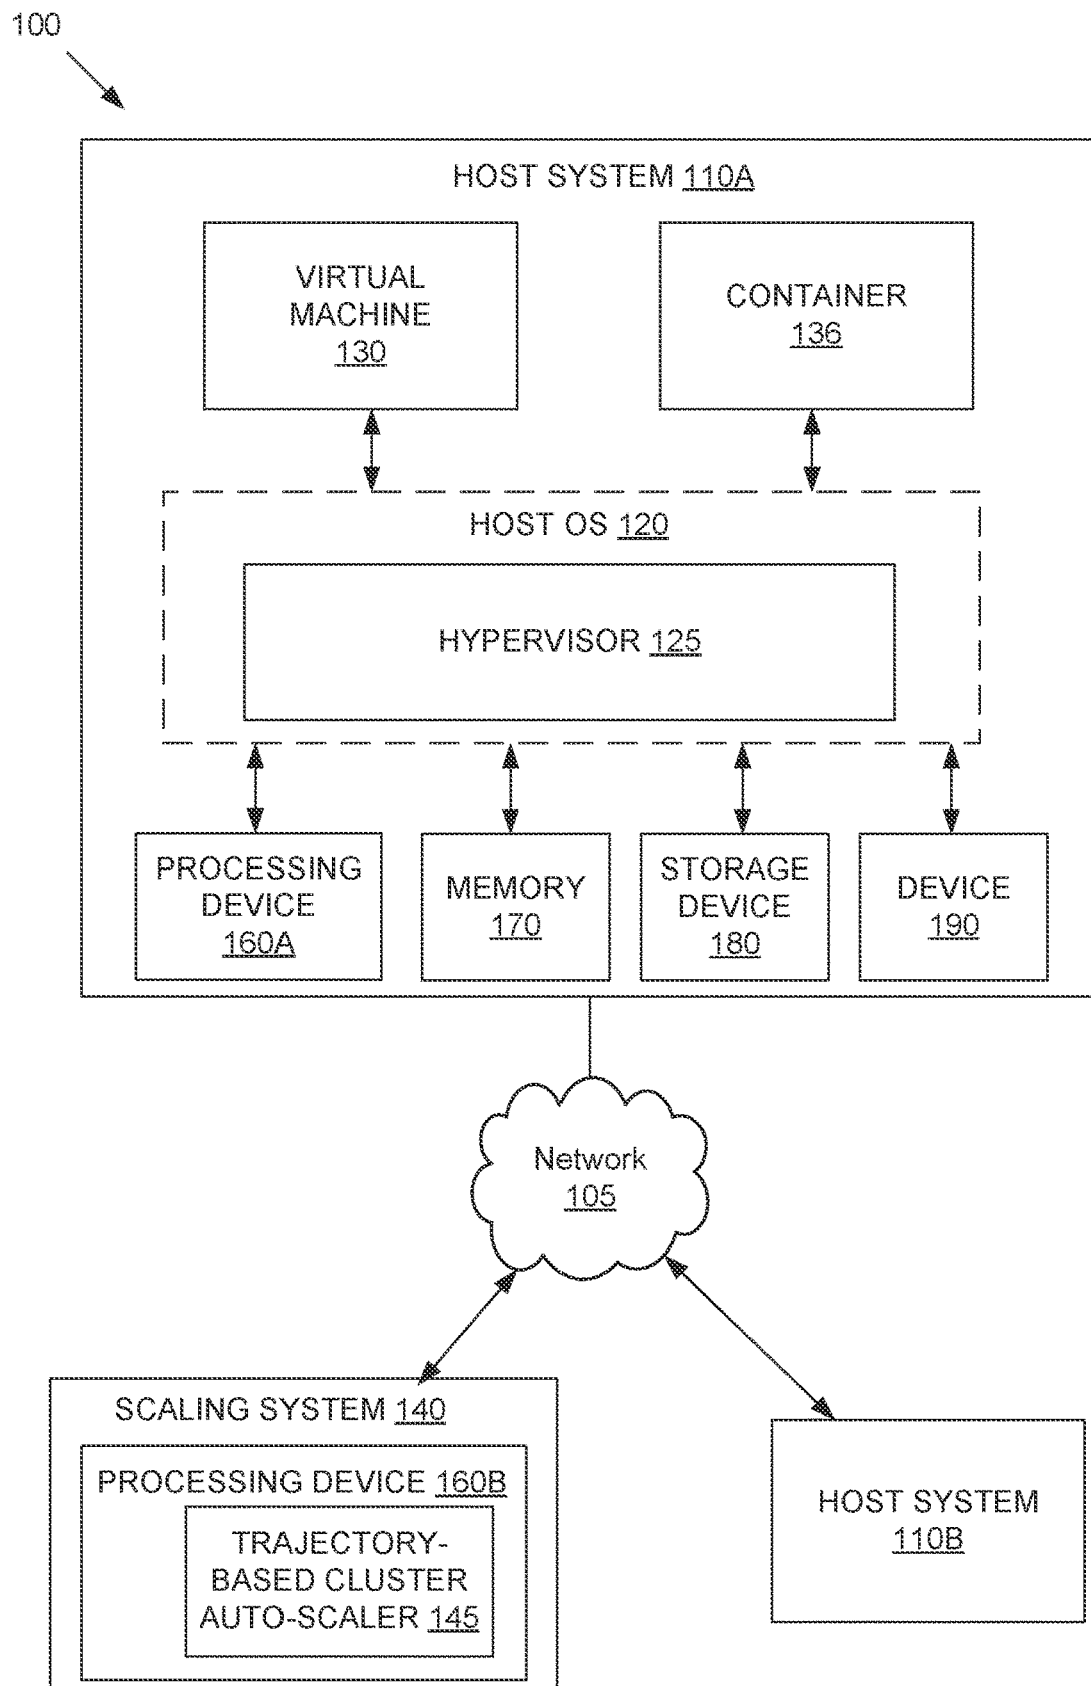 100
HOST SYSTEM 110A
VIRTUAL
MACHINE
130
CONTAINER
136
HOST OS 120
HYPERVISOR 125
PROCESSING
DEVICE
160A
MEMORY
170
STORAGE
DEVICE
180
DEVICE
190
Network
105
SCALING SYSTEM 140
PROCESSING DEVICE 160B
TRAJECTORY-
BASED CLUSTER
AUTO-SCALER 145
HOST SYSTEM
110B